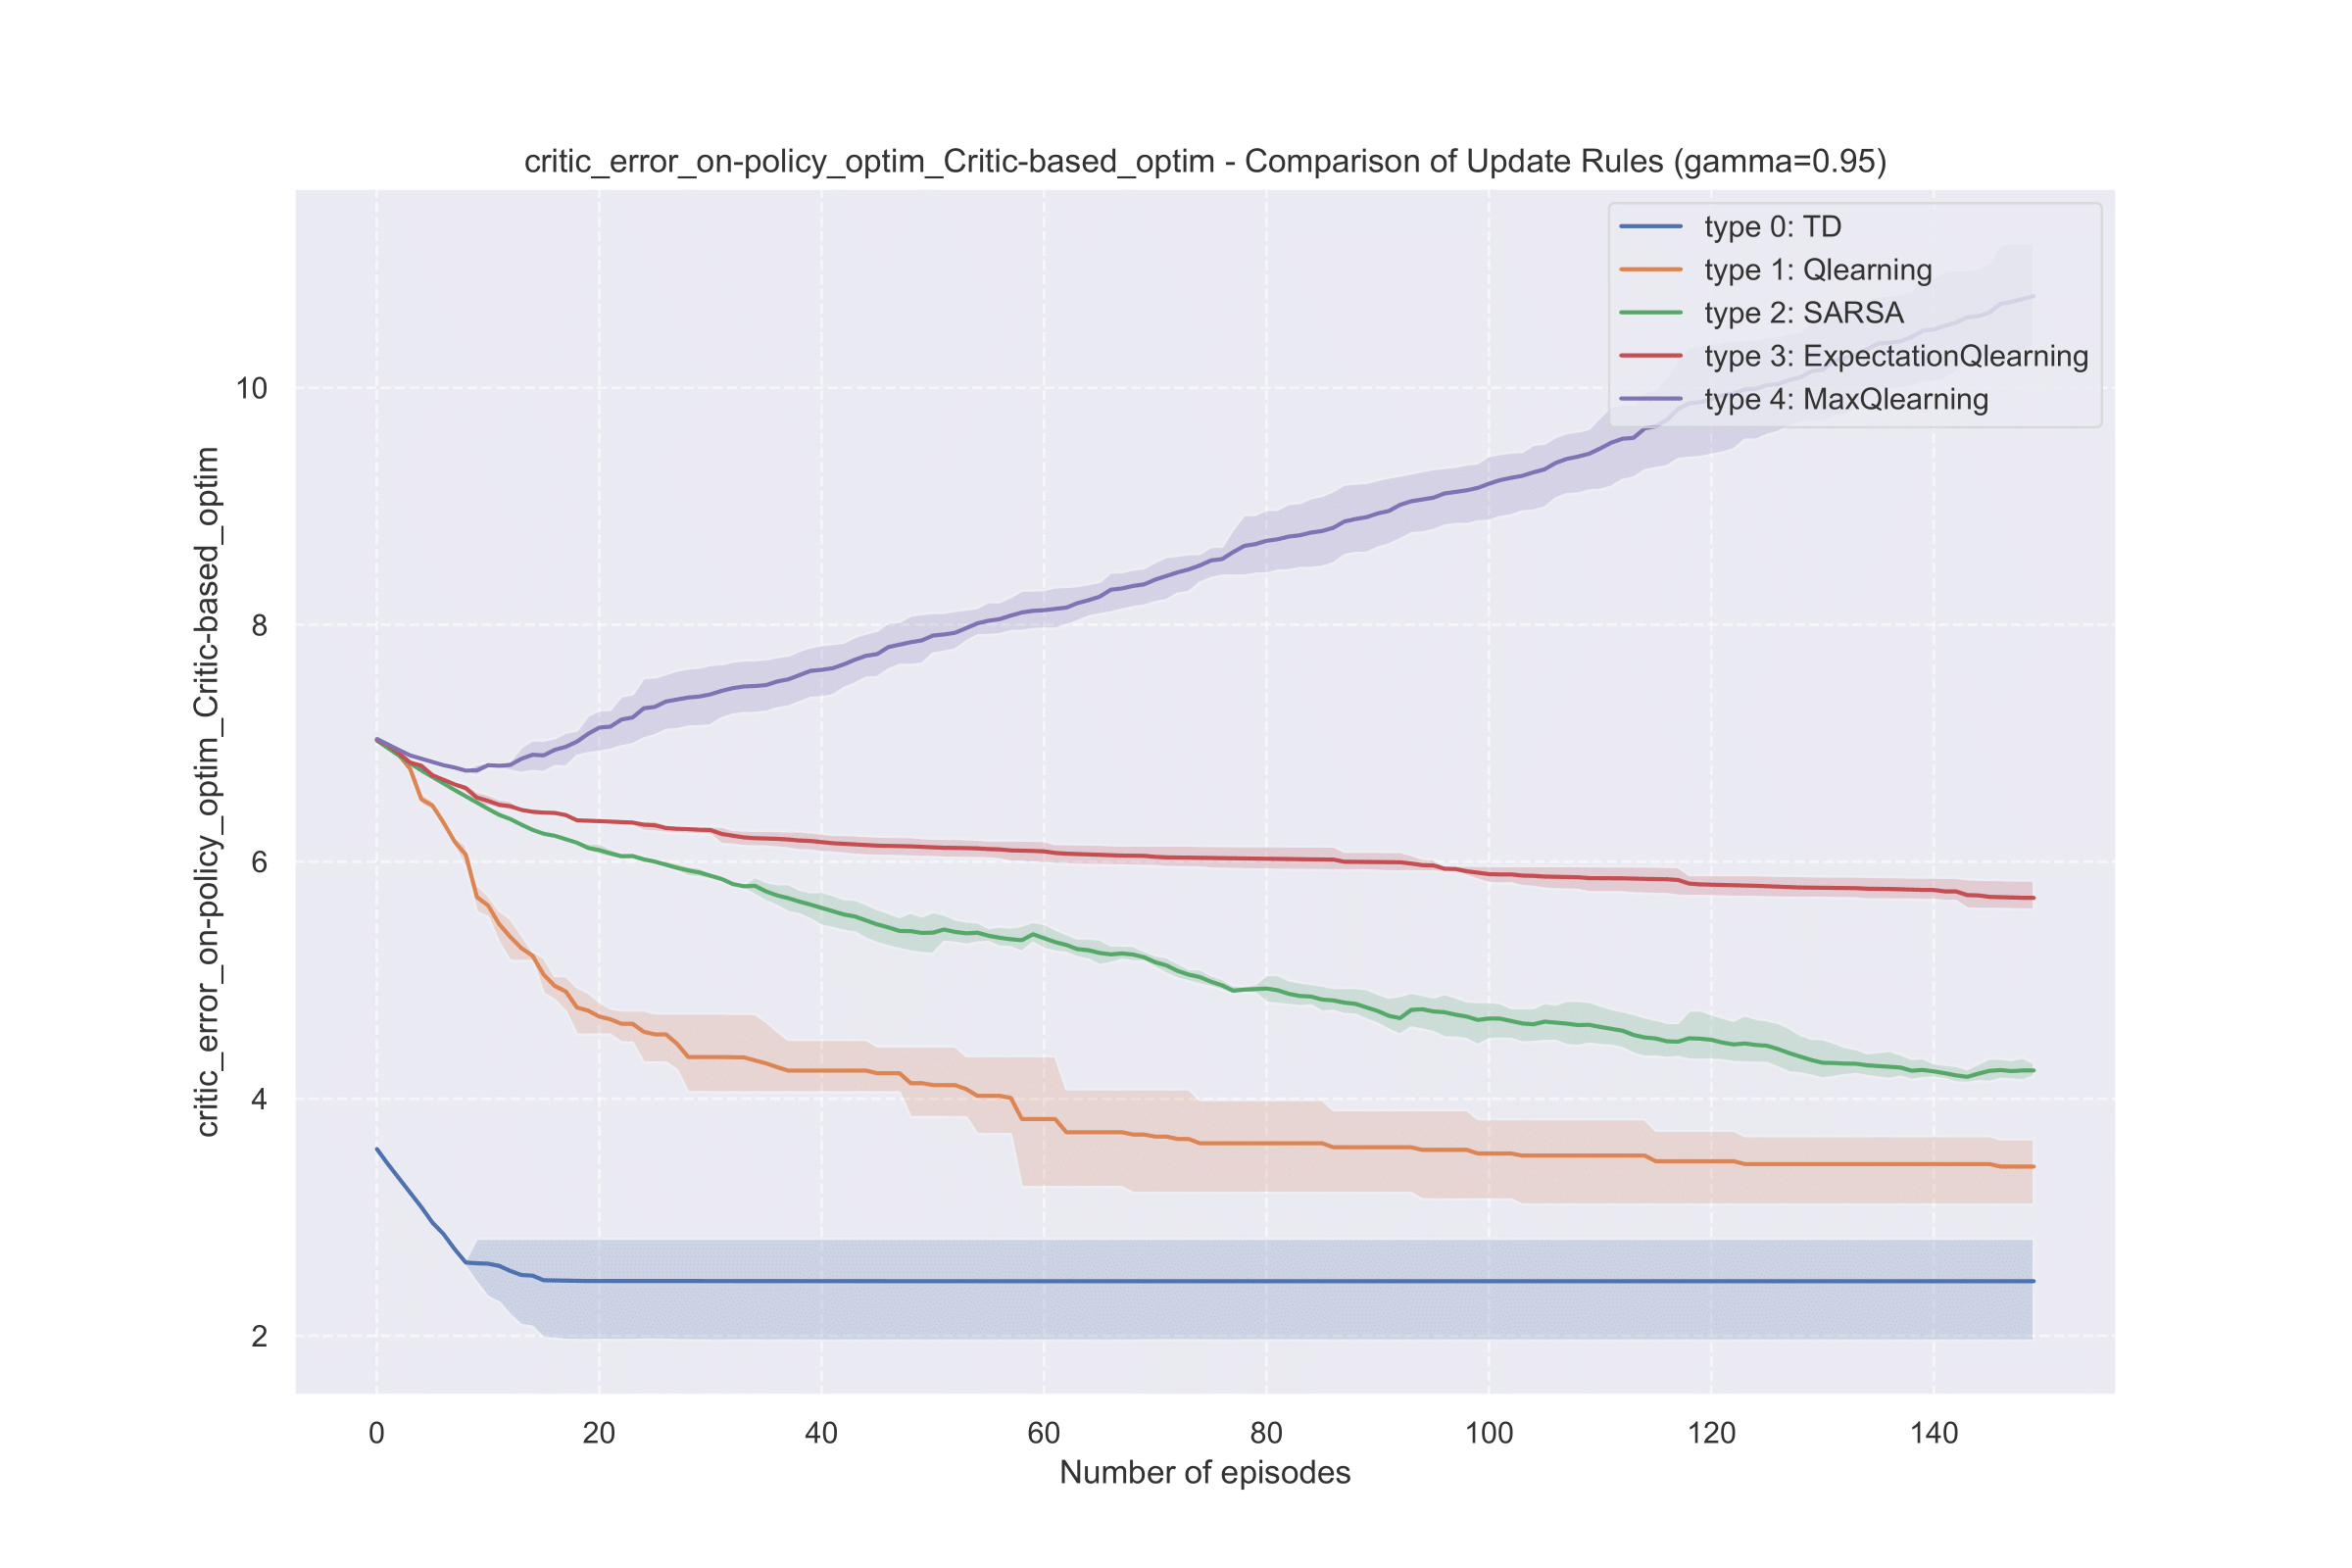 critic_error_on-policy_optim_Critic-based_optim - Comparison of Update Rules (gamma=0.95)
type 0: TD
type 1: Qlearning
type 2: SARSA
type 3: ExpectationQlearning
type 4: MaxQlearning
critic_error_on-policy_optim_Critic-based_optim
10
8
6
4
2
0 20 40 60 80 100 120 140
Number of episodes